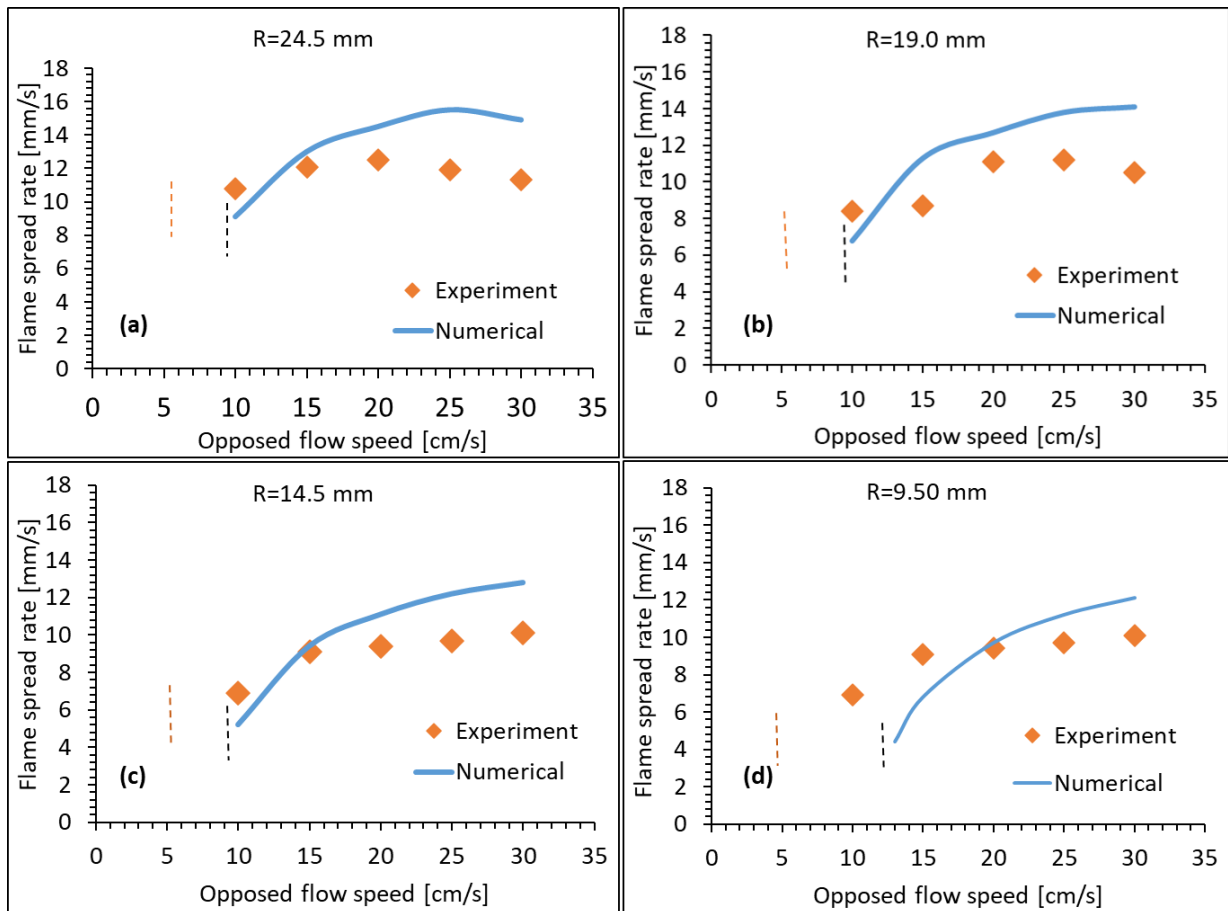 R=24.5 mm
Flame spread rate [mm/s]
18
16
14
12
10
8
6
4
2
0
Experiment
Numerical
(a)
0 5 10 15 20 25 30 35
Opposed flow speed [cm/s]
R=19.0 mm
Flame spread rate [mm/s]
18
16
14
12
10
8
6
4
2
0
Experiment
Numerical
(b)
0 5 10 15 20 25 30 35
Opposed flow speed [cm/s]
R=14.5 mm
Flame spread rate [mm/s]
18
16
14
12
10
8
6
4
2
0
Experiment
Numerical
(c)
0 5 10 15 20 25 30 35
Opposed flow speed [cm/s]
R=9.50 mm
Flame spread rate [mm/s]
18
16
14
12
10
8
6
4
2
0
Experiment
Numerical
(d)
0 5 10 15 20 25 30 35
Opposed flow speed [cm/s]